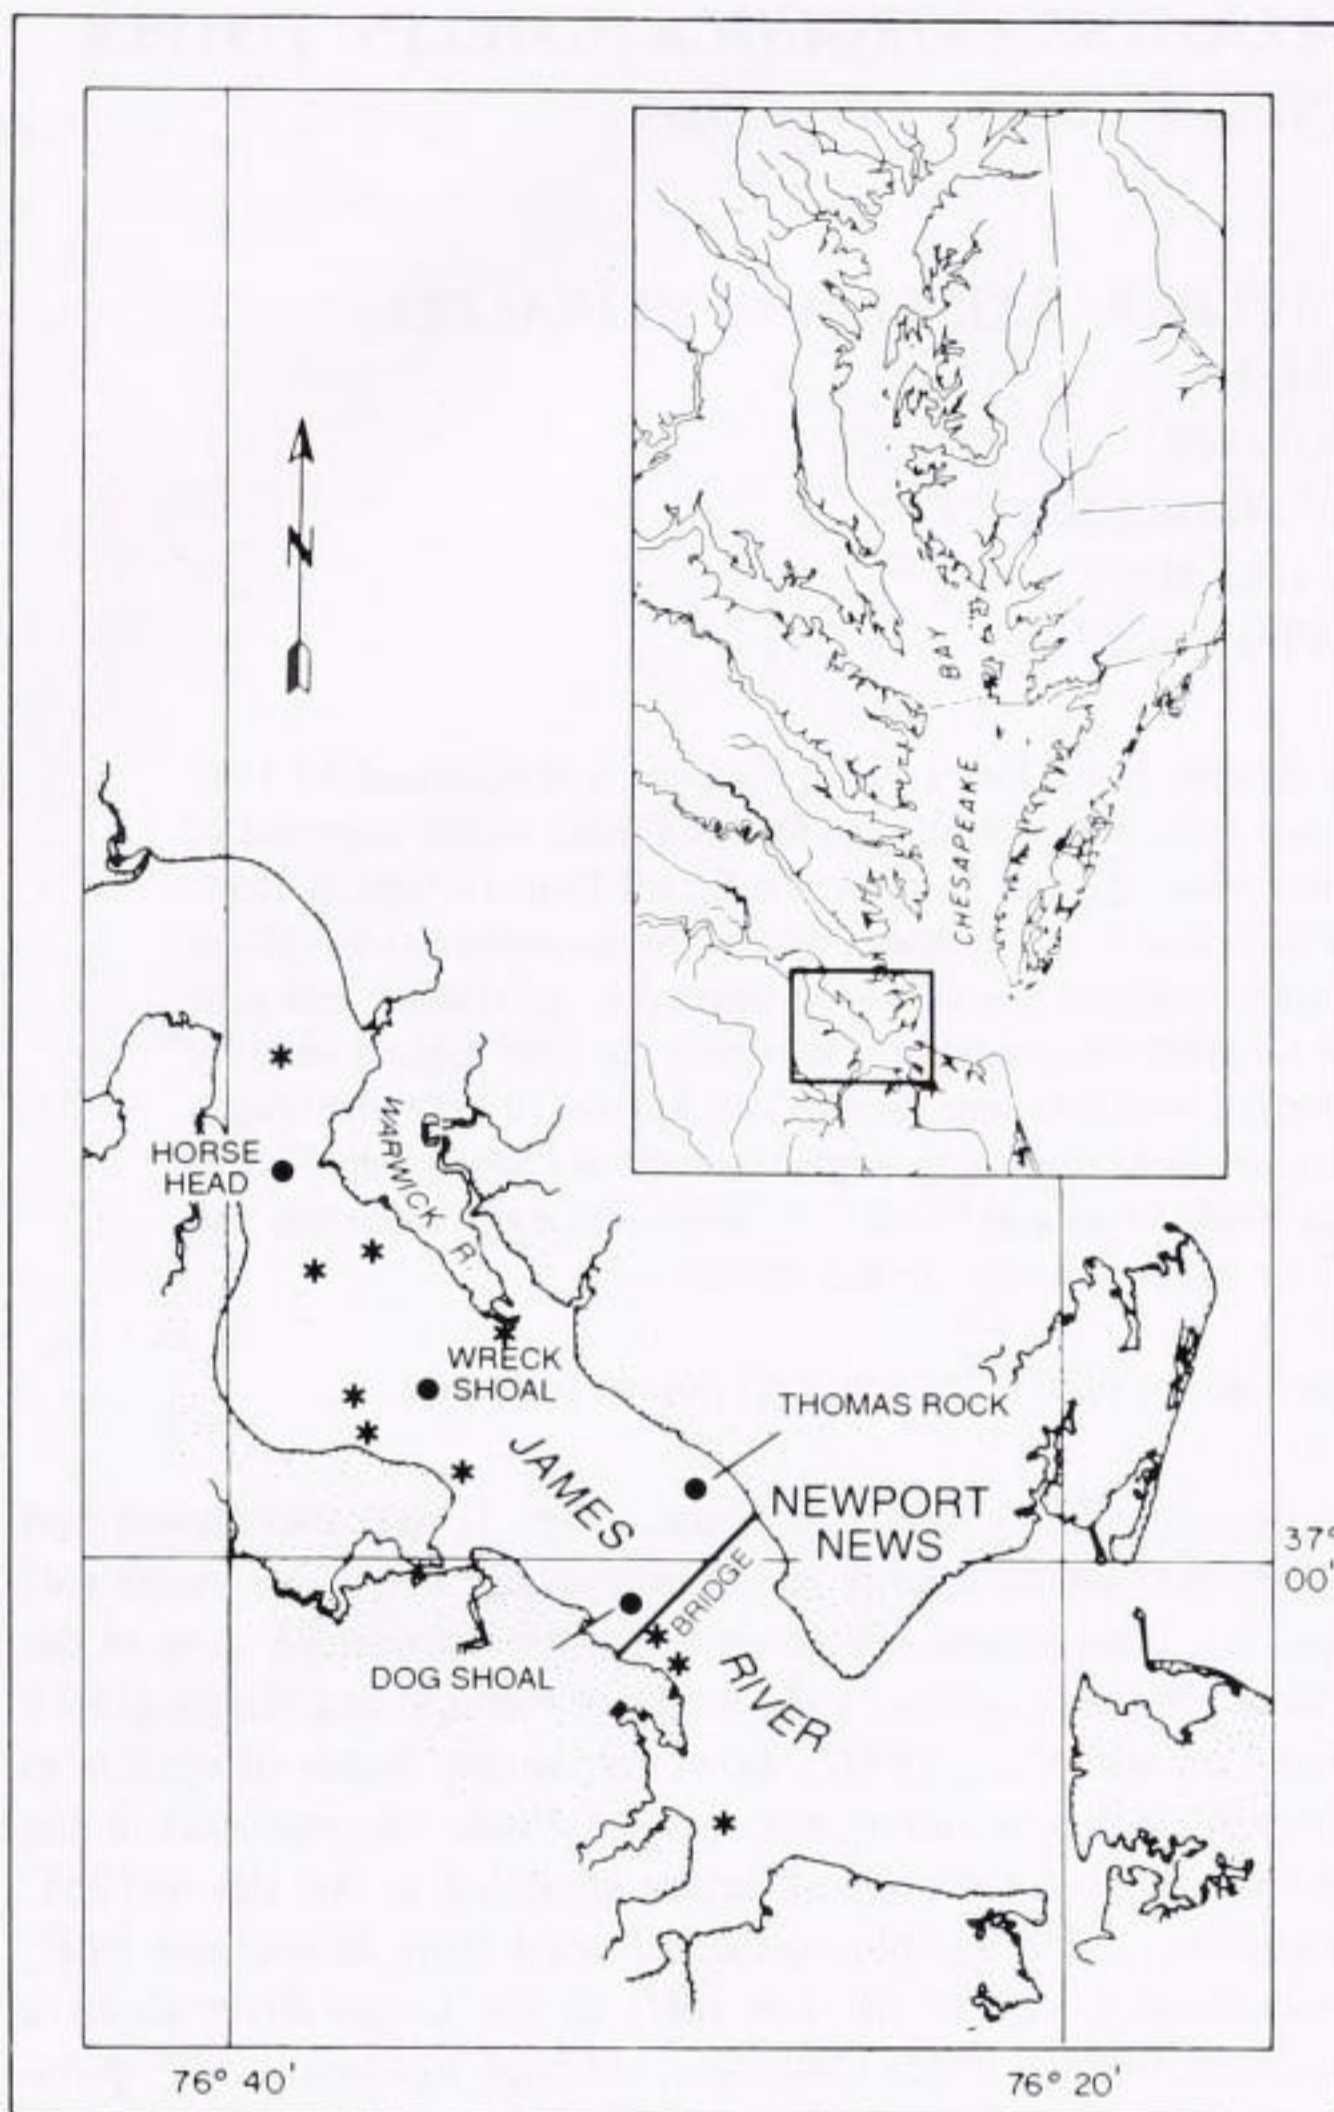 BAY
CHESAPEAKE
N
WARWICK R.
HORSE
HEAD
WRECK
SHOAL
THOMAS ROCK
JAMES
NEWPORT
NEWS
BRIDGE
DOG SHOAL
RIVER
37°
00'
76° 40'
76° 20'